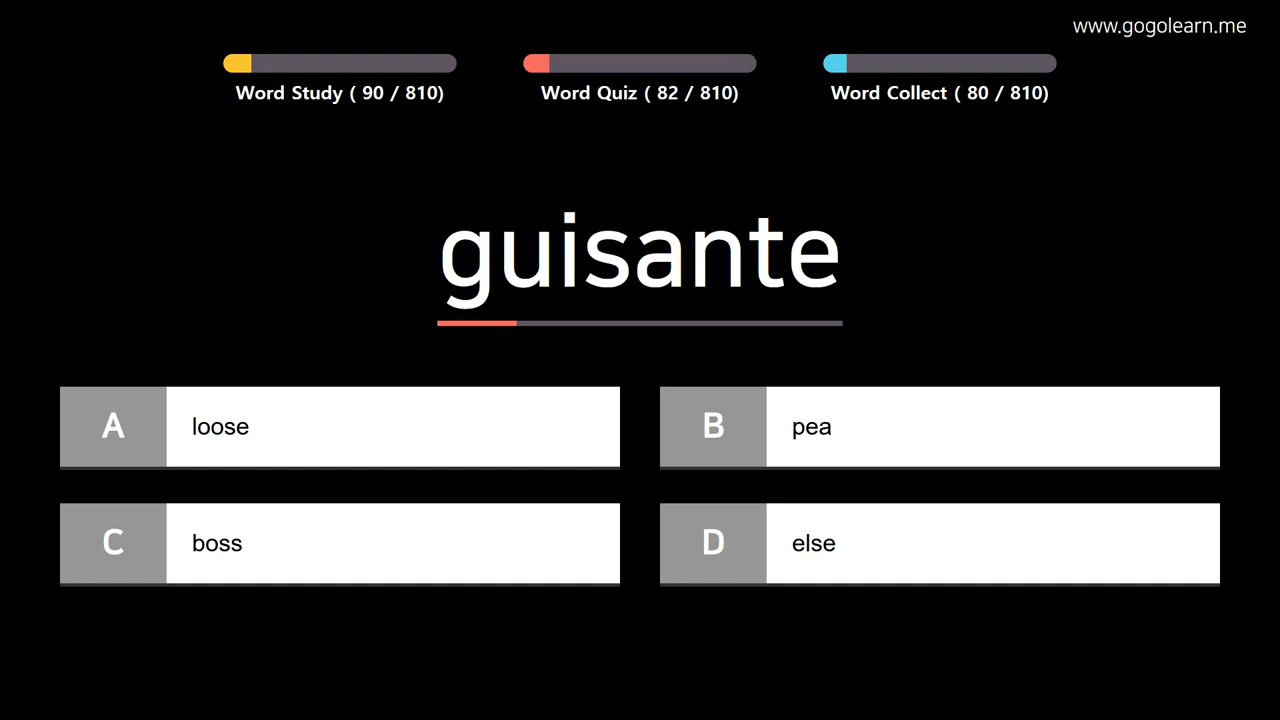 www.gogolearn.me
Word Study ( 90 / 810)
Word Quiz ( 82 / 810)
Word Collect ( 80 / 810)
guisante
A loose
B pea
C boss
D else